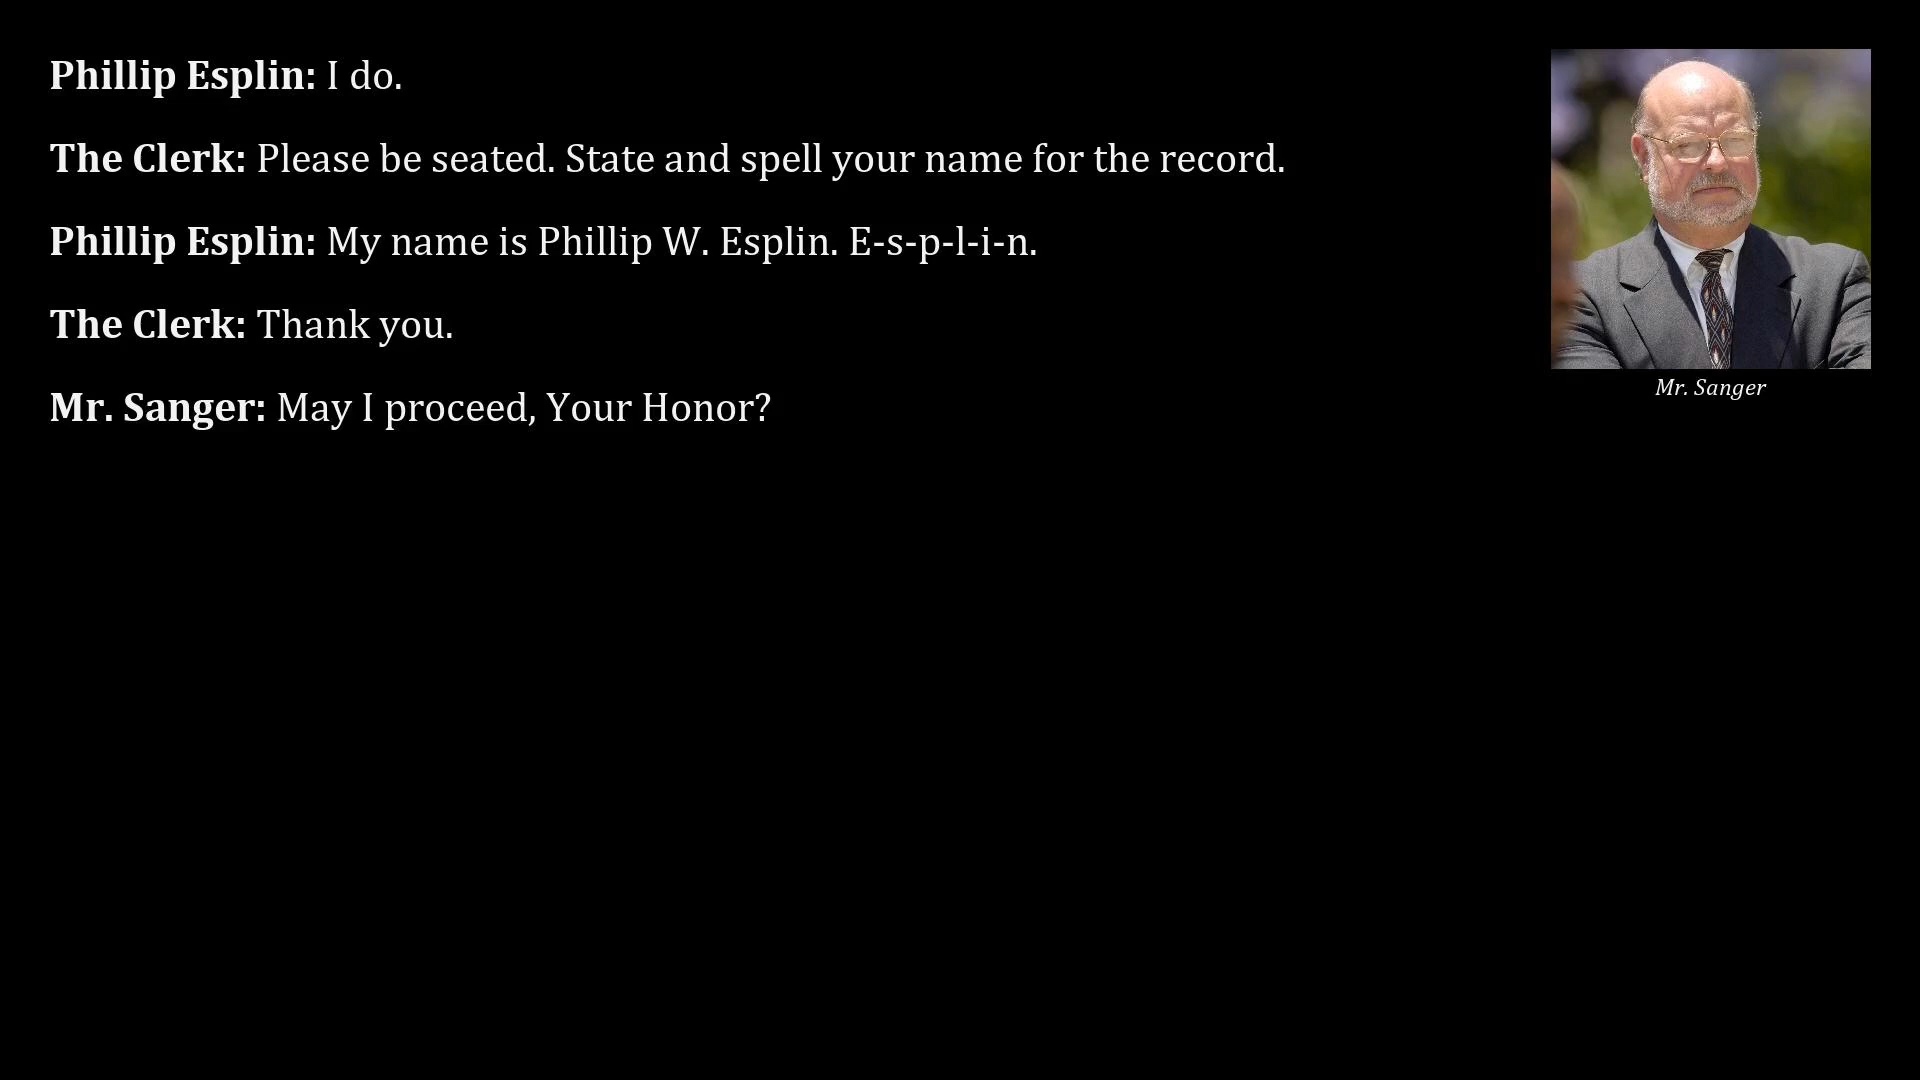 Phillip Esplin: I do.
The Clerk: Please be seated. State and spell your name for the record.
Phillip Esplin: My name is Phillip W. Esplin. E-s-p-l-i-n.
The Clerk: Thank you.
Mr. Sanger: May I proceed, Your Honor?
Mr. Sanger